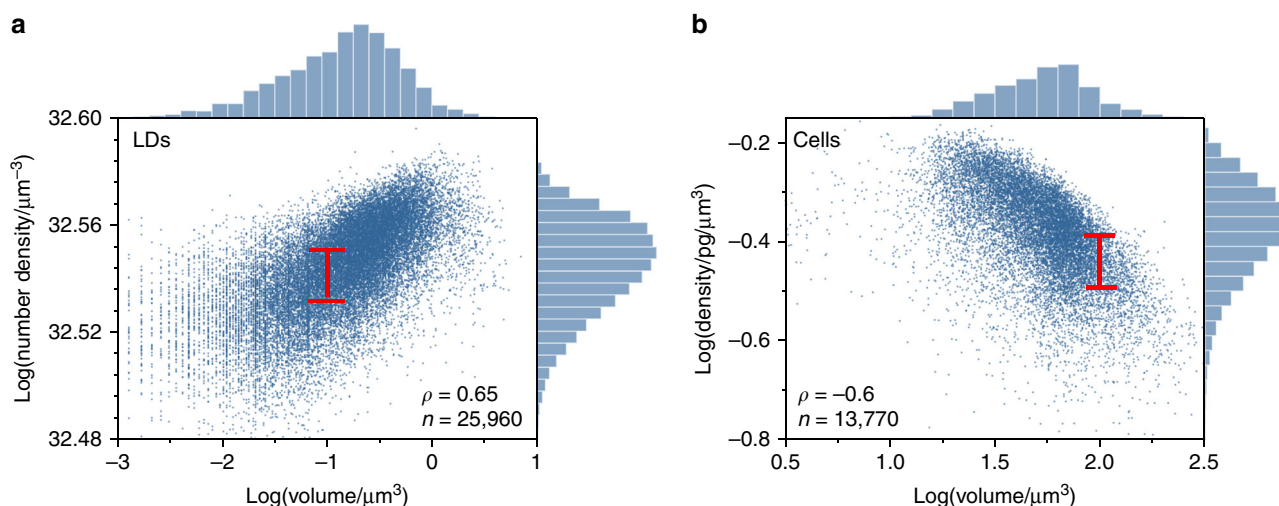 a
32.60
32.56
32.52
32.48
Log(number density/μm⁻³)
LDs
ρ = 0.65
n = 25,960
−3
−2
−1
0
1
Log(volume/μm³)
b
−0.2
−0.4
−0.6
−0.8
Log(density/pg/μm³)
Cells
ρ = −0.6
n = 13,770
0.5
1.0
1.5
2.0
2.5
Log(volume/μm³)